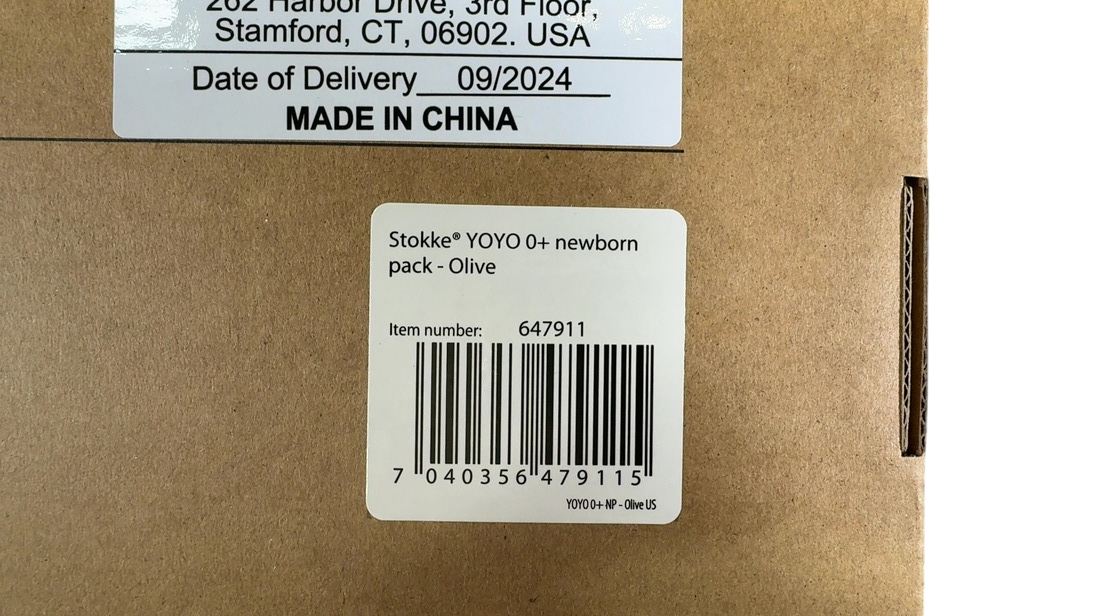 262 Harbor Drive, 3rd Floor,
Stamford, CT, 06902. USA
Date of Delivery 09/2024
MADE IN CHINA
Stokke® YOYO 0+ newborn
pack - Olive
Item number: 647911
7 040356 479115
YOYO 0+ NP - Olive US